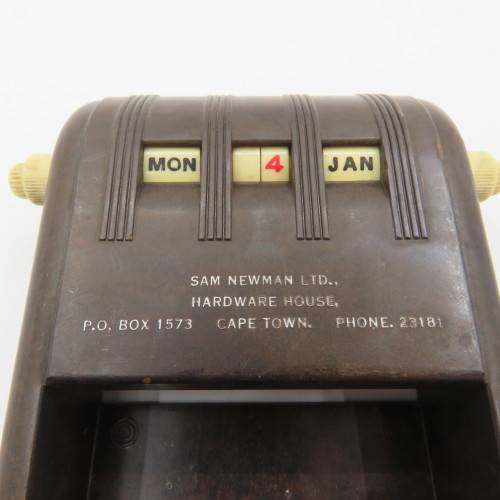 MON 4 JAN
SAM NEWMAN LTD.,
HARDWARE HOUSE,
P.O. BOX 1573 CAPE TOWN. PHONE. 23181